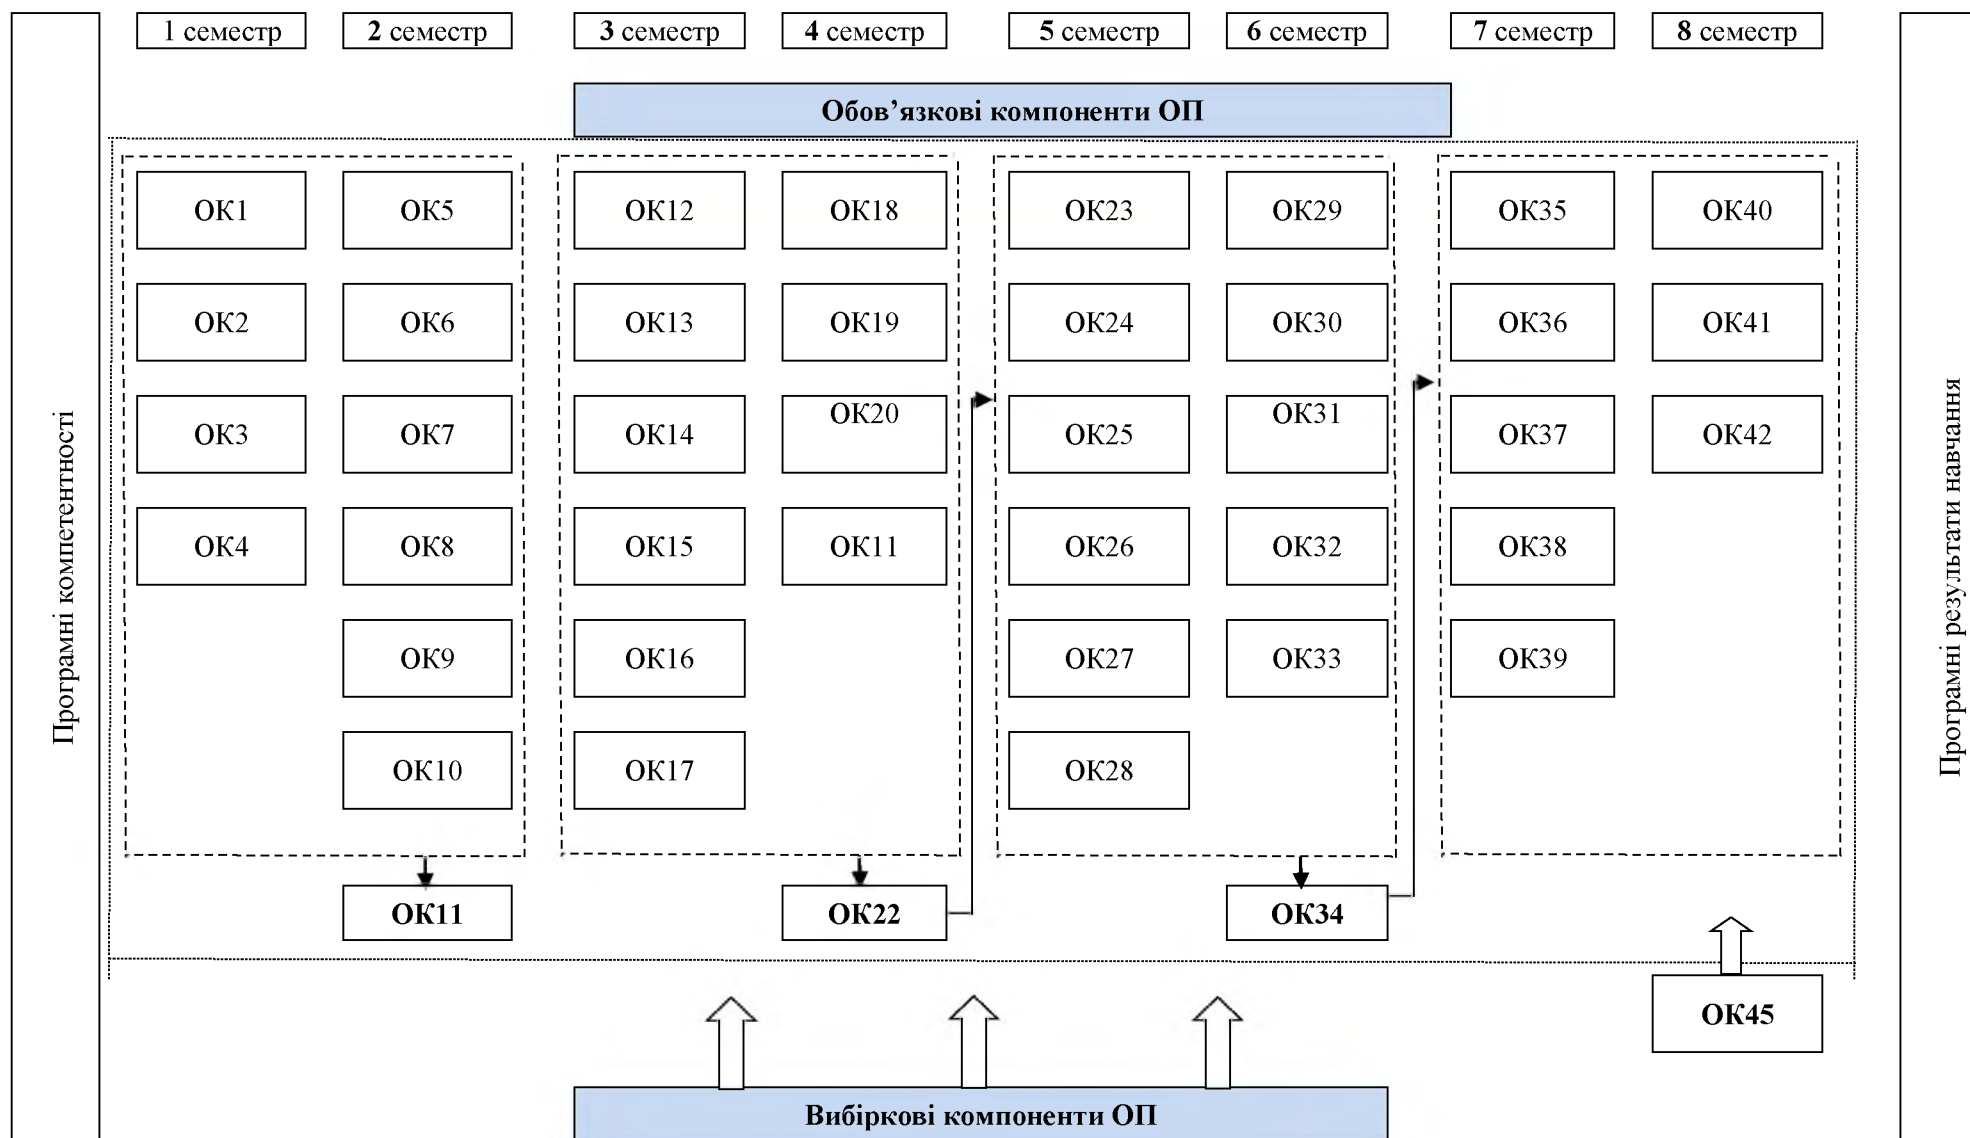 1 семестр 2 семестр 3 семестр 4 семестр 5 семестр 6 семестр 7 семестр 8 семестр
Обов’язкові компоненти ОП
Програмні компетентності
ОК1 ОК5 ОК12 ОК18 ОК23 ОК29 ОК35 ОК40
ОК2 ОК6 ОК13 ОК19 ОК24 ОК30 ОК36 ОК41
ОК3 ОК7 ОК14 ОК20 ОК25 ОК31 ОК37 ОК42
ОК4 ОК8 ОК15 ОК11 ОК26 ОК32 ОК38
ОК9 ОК16 ОК27 ОК33 ОК39
ОК10 ОК17 ОК28
ОК11 ОК22 ОК34
ОК45
Вибіркові компоненти ОП
Програмні результати навчання